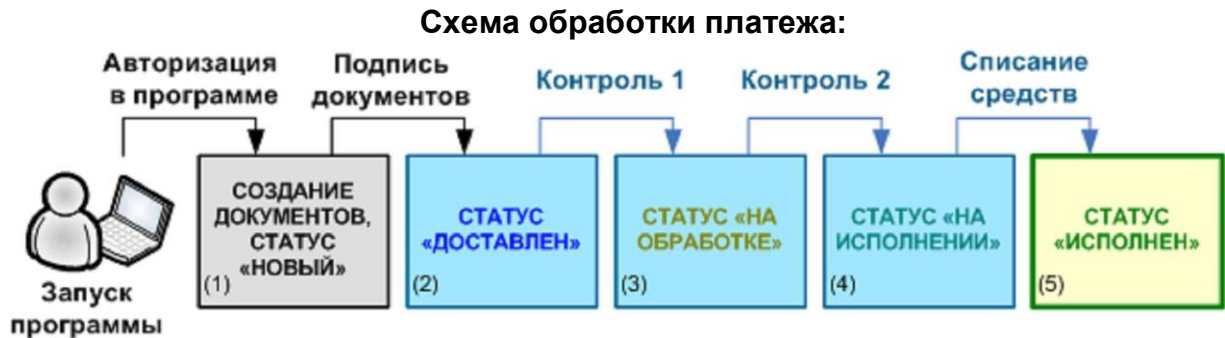 Схема обработки платежа:
Авторизация
в программе
Подпись
документов
Контроль 1
Контроль 2
Списание
средств
СОЗДАНИЕ
ДОКУМЕНТОВ,
СТАТУС
«НОВЫЙ»
(1)
СТАТУС
«ДОСТАВЛЕН»
(2)
СТАТУС «НА
ОБРАБОТКЕ»
(3)
СТАТУС «НА
ИСПОЛНЕНИИ»
(4)
СТАТУС
«ИСПОЛНЕН»
(5)
Запуск
программы